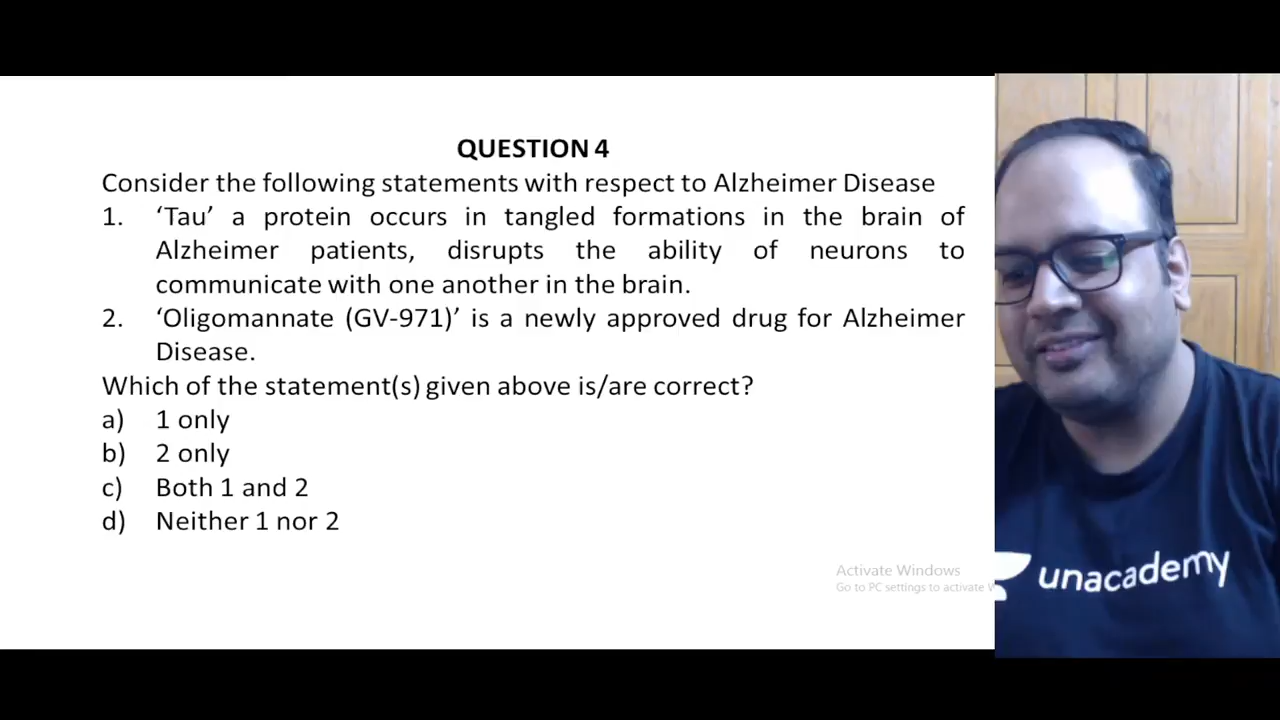 QUESTION 4
Consider the following statements with respect to Alzheimer Disease
1. ‘Tau’ a protein occurs in tangled formations in the brain of
Alzheimer patients, disrupts the ability of neurons to
communicate with one another in the brain.
2. ‘Oligomannate (GV-971)’ is a newly approved drug for Alzheimer
Disease.
Which of the statement(s) given above is/are correct?
a) 1 only
b) 2 only
c) Both 1 and 2
d) Neither 1 nor 2
Activate Windows
Go to PC settings to activate
unacademy